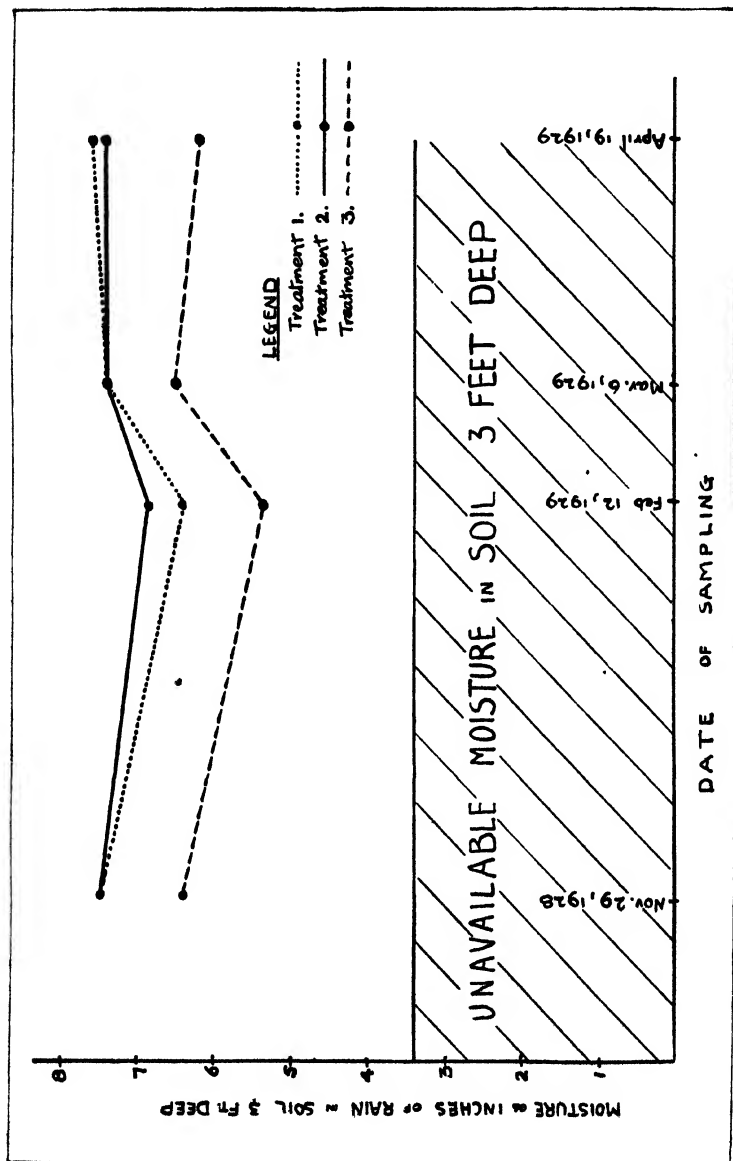 MOISTURE as INCHES OF RAIN in SOIL 3 FT. DEEP
8
7
6
5
4
3
2
1
LEGEND
Treatment 1.
Treatment 2.
Treatment 3.
UNAVAILABLE MOISTURE in SOIL 3 FEET DEEP
Nov. 29, 1928
Feb 12, 1929
Mar. 6, 1929
April 19, 1929
DATE OF SAMPLING